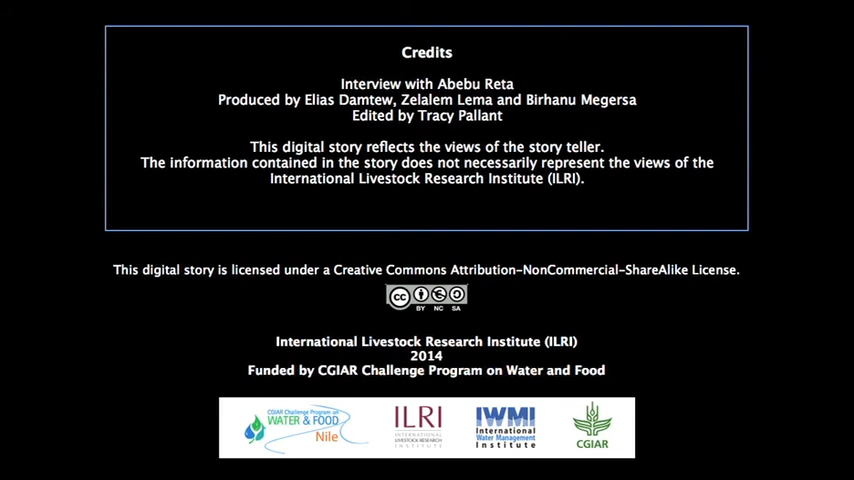 Credits
Interview with Abebu Reta
Produced by Elias Damtew, Zelalem Lema and Birhanu Megersa
Edited by Tracy Pallant
This digital story reflects the views of the story teller.
The information contained in the story does not necessarily represent the views of the
International Livestock Research Institute (ILRI).
This digital story is licensed under a Creative Commons Attribution-NonCommercial-ShareAlike License.
cc
BY NC SA
International Livestock Research Institute (ILRI)
2014
Funded by CGIAR Challenge Program on Water and Food
CGIAR Challenge Program on
WATER & FOOD
Nile
ILRI
INTERNATIONAL
LIVESTOCK RESEARCH
INSTITUTE
IWMI
International
Water Management
Institute
CGIAR